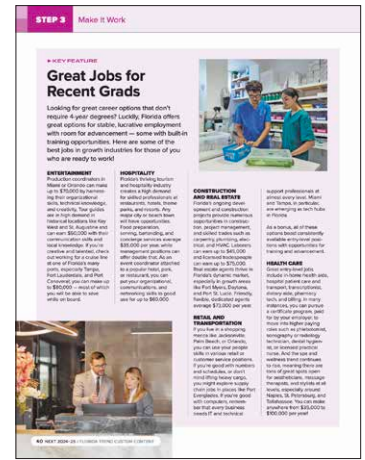 STEP 3 Make It Work
▸ KEY FEATURE
Great Jobs for
Recent Grads
Looking for great career options that don't
require 4-year degrees? Luckily, Florida offers
great options for stable, lucrative employment
with room for advancement — some with built-in
training opportunities. Here are some of the
best jobs in growth industries for those of you
who are ready to work!
ENTERTAINMENT
Production coordinators in
Miami or Orlando can make
up to $70,000 by harness-
ing their organizational
skills, technical knowledge,
and creativity. Tour guides
are in high demand in
historical locations like Key
West and St. Augustine and
can earn $60,000 with their
communication skills and
local knowledge. If you're
creative and talented, check
out working for a cruise line
at one of Florida's many
ports, especially Tampa,
Fort Lauderdale, and Port
Canaveral; you can make up
to $80,000 — most of which
you will be able to save
while on board.
HOSPITALITY
Florida's thriving tourism
and hospitality industry
creates a high demand
for skilled professionals at
restaurants, hotels, theme
parks, and resorts. Any
major city or beach town
will have opportunities.
Food preparation,
serving, bartending, and
concierge services average
$35,000 per year, while
management positions can
offer double that. As an
event coordinator attached
to a popular hotel, park,
or restaurant, you can
put your organizational,
communications, and
networking skills to good
use for up to $60,000.
CONSTRUCTION
AND REAL ESTATE
Florida's ongoing devel-
opment and construction
projects provide numerous
opportunities in construc-
tion, project management,
and skilled trades such as
carpentry, plumbing, elec-
trical, and HVAC. Laborers
can earn up to $45,000,
and licensed tradespeople
can earn up to $75,000.
Real estate agents thrive in
Florida's dynamic market,
especially in growth areas
like Fort Myers, Daytona,
and Port St. Lucie. Friendly,
flexible, dedicated agents
average $75,000 per year.
RETAIL AND
TRANSPORTATION
If you live in a shopping
mecca like Jacksonville,
Palm Beach, or Orlando,
you can use your people
skills in various retail or
customer service positions.
If you're good with numbers
and schedules, or don't
mind lifting heavy cargo,
you might explore supply
chain jobs in places like Port
Everglades. If you're good
with computers, remem-
ber that every business
needs IT and technical
support professionals at
almost every level. Miami
and Tampa, in particular,
are emerging as tech hubs
in Florida.
As a bonus, all of these
options boast consistently
available entry-level posi-
tions with opportunities for
training and advancement.
HEALTH CARE
Great entry-level jobs
include in home health aids,
hospital patient care and
transport, transcriptionist,
dietary aide, pharmacy
tech, and billing. In many
instances, you can pursue
a certificate program, paid
for by your employer, to
move into higher paying
roles such as phlebotomist,
tomography or radiology
technician, dental hygien-
ist, or licensed practical
nurse. And the spa and
wellness trend continues
to rise, meaning there are
tons of great spots open
for aestheticians, massage
therapists, and stylists at all
levels, especially around
Naples, St. Petersburg, and
Tallahassee. You can make
anywhere from $35,000 to
$100,000 per year!
40 NEXT 2024-25 / FLORIDA TREND CUSTOM CONTENT